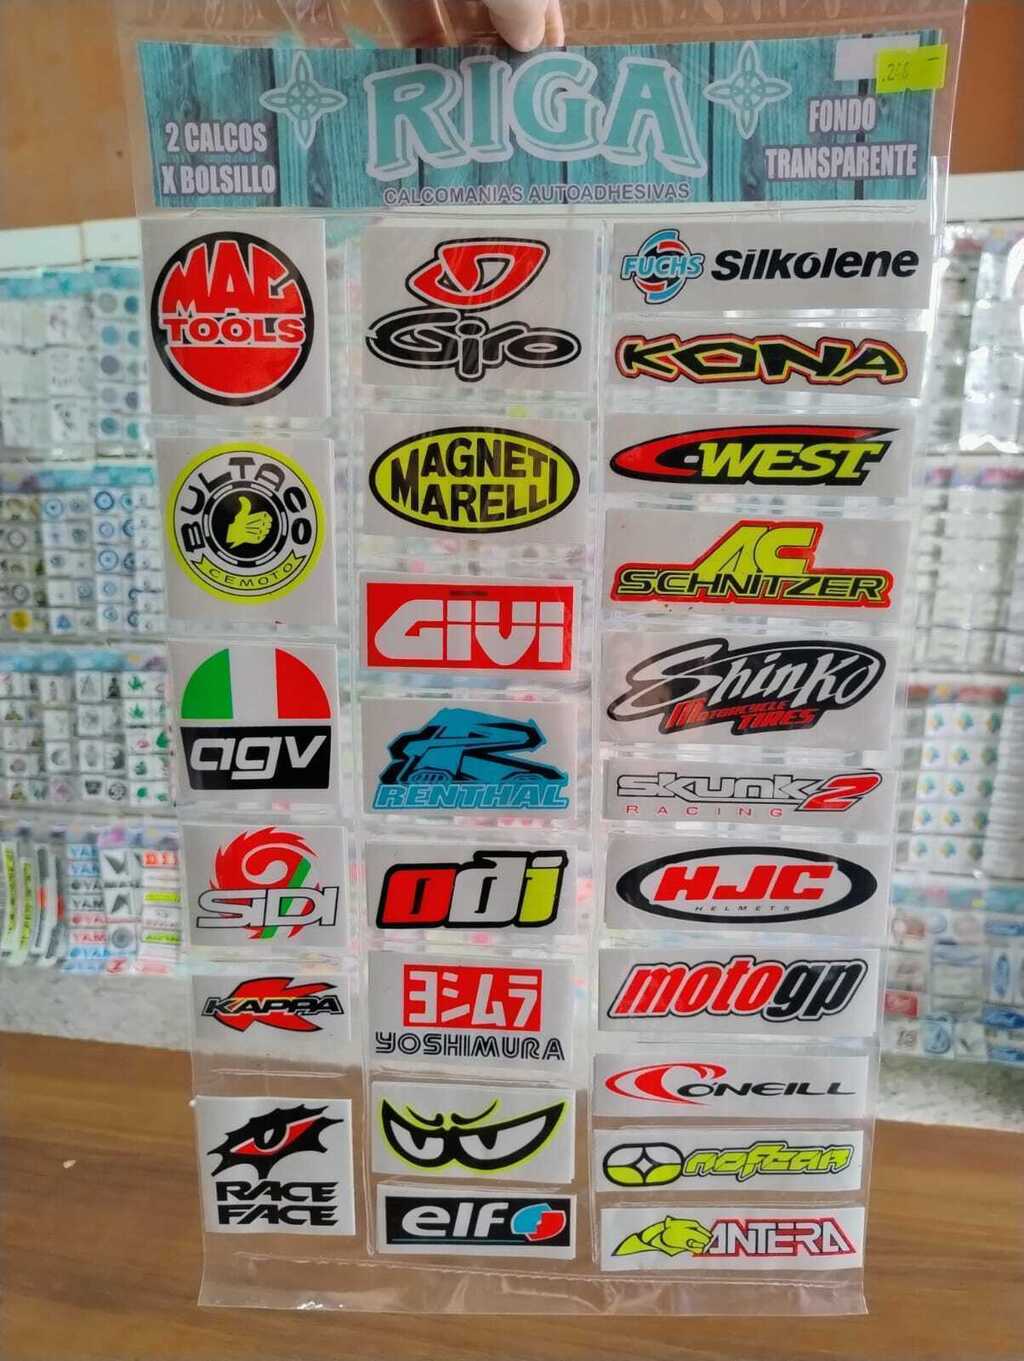 RIGA
2 CALCOS
X BOLSILLO
FONDO
TRANSPARENTE
CALCOMANIAS AUTOADHESIVAS
MAC
TOOLS
BULTACO
CEMOTO
agv
SIDI
KAPPA
RACE
FACE
Giro
MAGNETI
MARELLI
GIVI
R
RENTHAL
odi
ヨシムラ
YOSHIMURA
elf
FUCHS Silkolene
KONA
WEST
AC
SCHNITZER
Shinko
MOTORCYCLE
TIRES
SKUNK2
RACING
HJC
HELMETS
motogp
O'NEILL
nofear
PANTERA